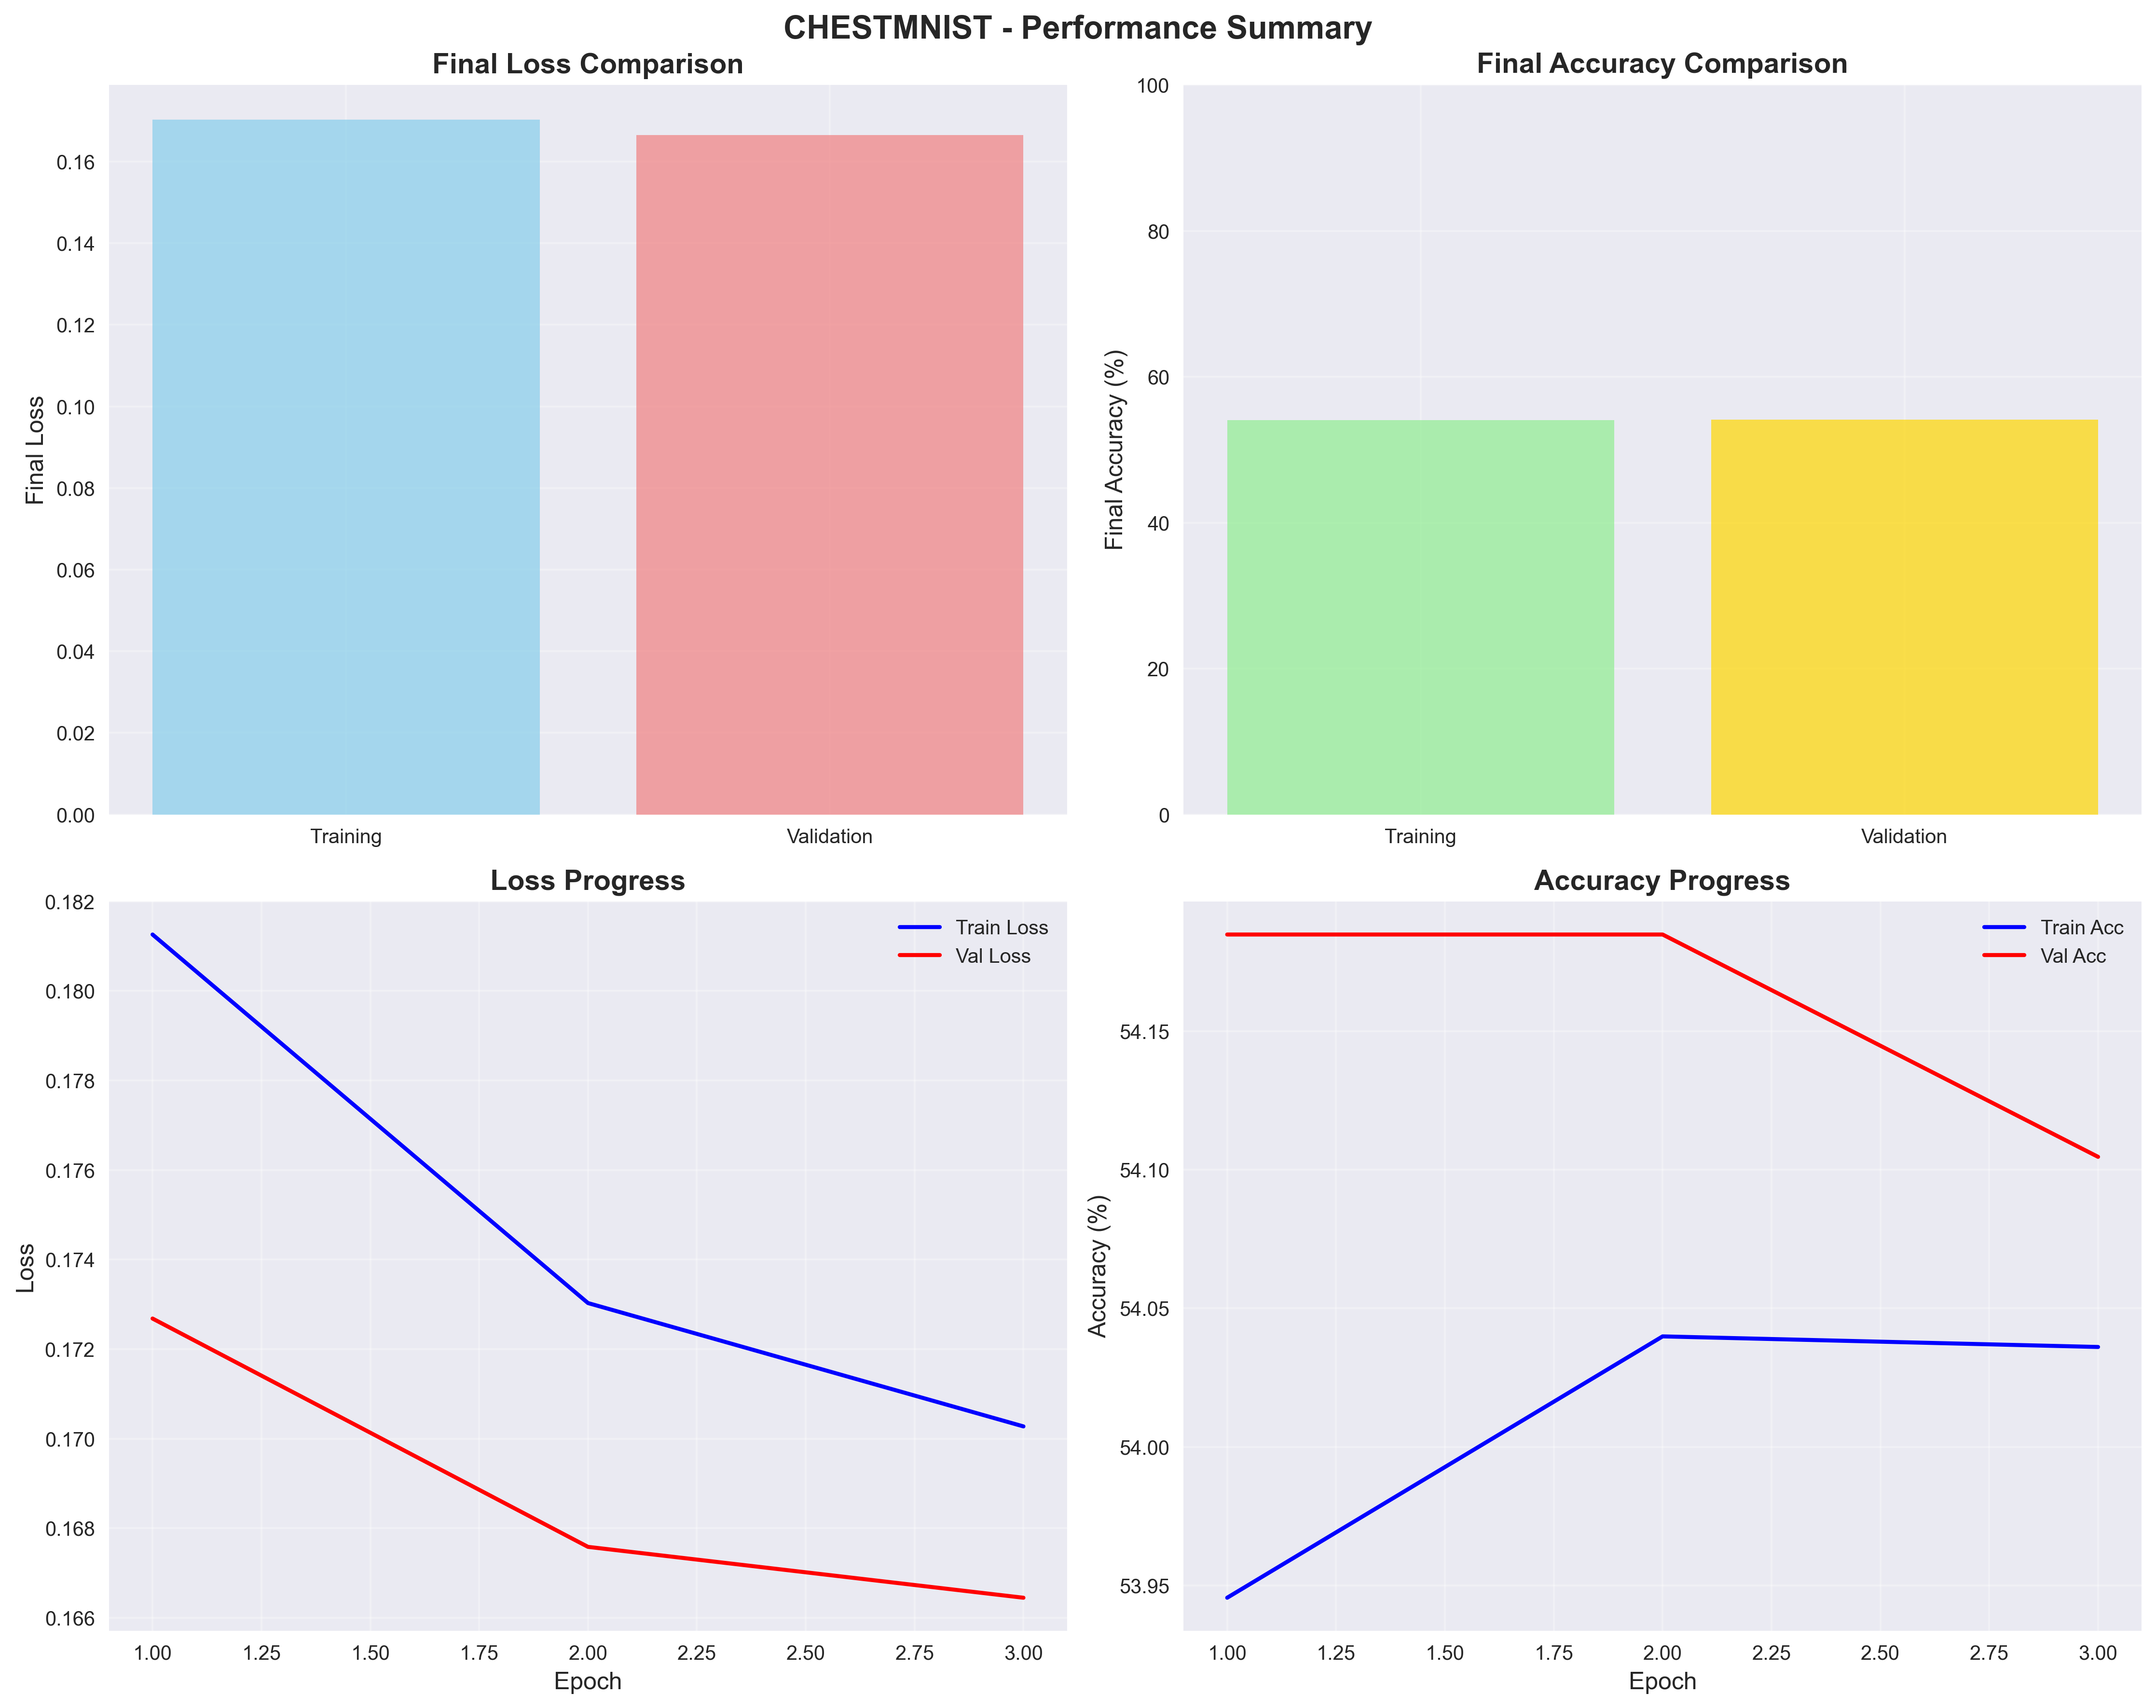 CHESTMNIST - Performance Summary
Final Loss Comparison
Final Loss
0.16
0.14
0.12
0.10
0.08
0.06
0.04
0.02
0.00
Training
Validation
Final Accuracy Comparison
Final Accuracy (%)
100
80
60
40
20
0
Training
Validation
Loss Progress
Loss
0.182
0.180
0.178
0.176
0.174
0.172
0.170
0.168
0.166
Train Loss
Val Loss
1.00 1.25 1.50 1.75 2.00 2.25 2.50 2.75 3.00
Epoch
Accuracy Progress
Accuracy (%)
54.15
54.10
54.05
54.00
53.95
Train Acc
Val Acc
1.00 1.25 1.50 1.75 2.00 2.25 2.50 2.75 3.00
Epoch